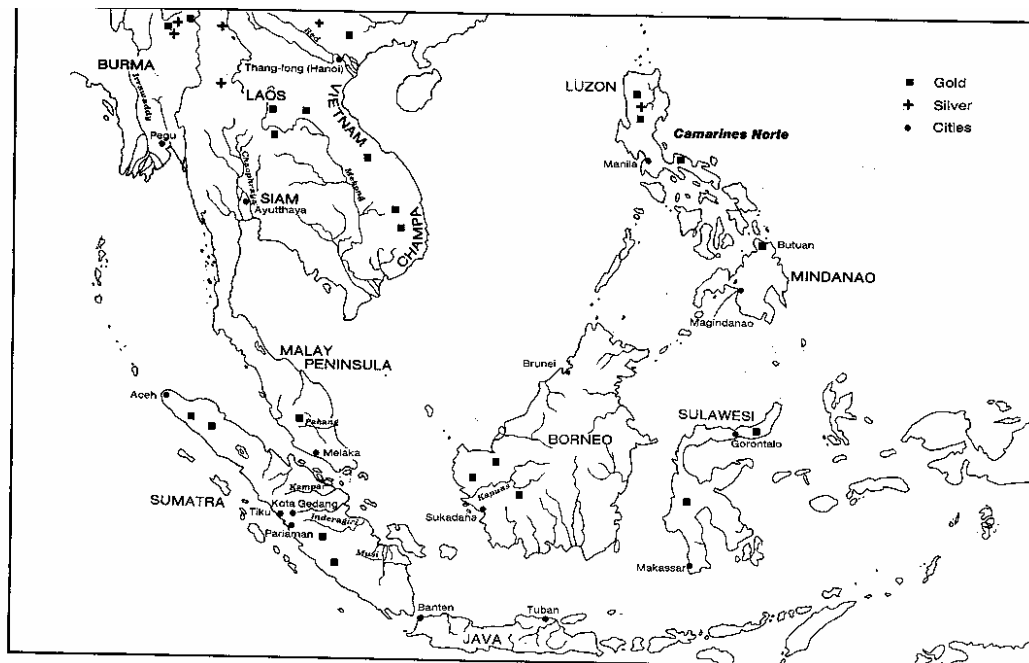 Red
BURMA
Thang-long (Hanoi)
LUZON
Gold
Irrawaddy
LAÔS
VIETNAM
Silver
Camarines Norte
Cities
Pegu
Manila
Chaophraya
Mekong
SIAM
Ayutthaya
CHAMPA
Butuan
MINDANAO
Magindanao
MALAY
PENINSULA
Brunei
Aceh
Pahang
SULAWESI
Gorontalo
BORNEO
Melaka
Kampar
Kapuas
SUMATRA
Tiku
Kota Gedang
Inderagiri
Sukadana
Pariaman
Musi
Makassar
Banten
Tuban
JAVA